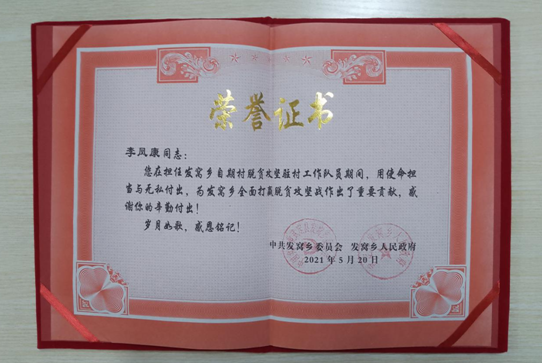 荣誉证书
李凤康同志：
您在担任发窝乡自期村脱贫攻坚驻村工作队员期间，用使命担
当与无私付出，为发窝乡全面打赢脱贫攻坚战作出了重要贡献，感
谢你的辛勤付出！
岁月如歌，感恩铭记！
中共发窝乡委员会 发窝乡人民政府
2021年5月20日